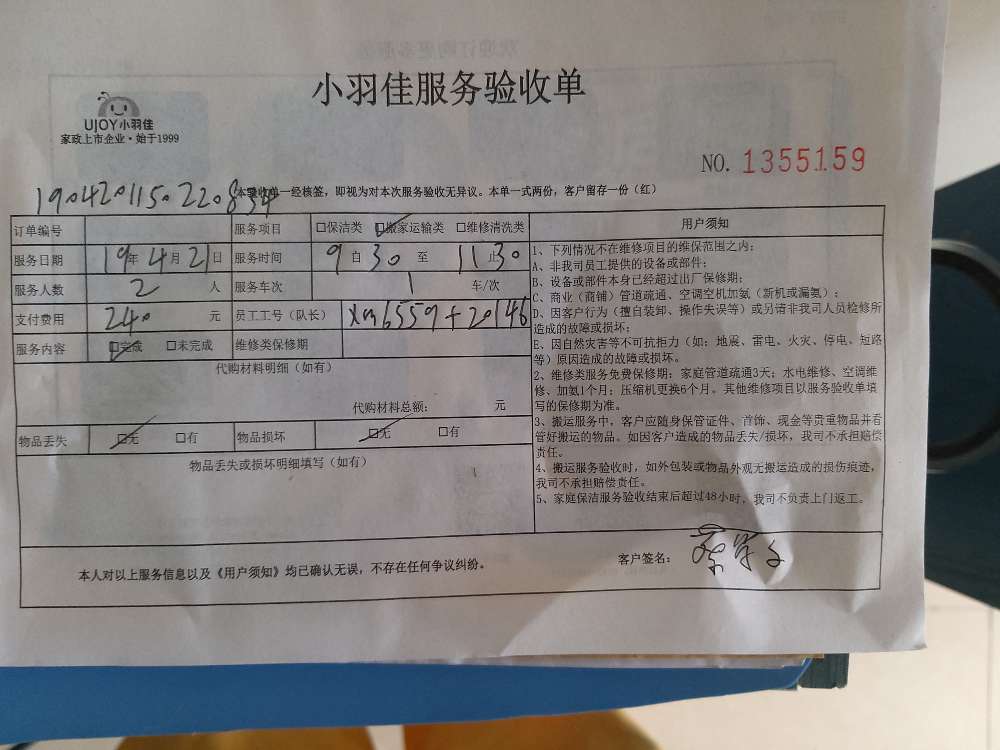 小羽佳服务验收单
UJOY小羽佳
家政上市企业·始于1999
NO. 1355159
本验收单一经核签，即视为对本次服务验收无异议。本单一式两份，客户留存一份（红）
订单编号 服务项目 □保洁类 □搬家运输类 □维修清洗类
服务日期 19年4月21日 服务时间 9自30至11止30
服务人数 2人 服务车次 1车/次
支付费用 240元 员工工号（队长） xm6559+20146
服务内容 □完成 □未完成 维修类保修期
代购材料明细（如有）
代购材料总额： 元
物品丢失 □无 □有 物品损坏 □无 □有
物品丢失或损坏明细填写（如有）
用户须知
1、下列情况不在维修项目的维保范围之内：
A、非我司员工提供的设备或部件；
B、设备或部件本身已经超过出厂保修期；
C、商业（商铺）管道疏通、空调空机加氨（新机或漏氨）；
D、因客户行为（擅自装卸、操作失误等）或另请非我司人员检修所
造成的故障或损坏；
E、因自然灾害等不可抗拒力（如：地震、雷电、火灾、停电、短路
等）原因造成的故障或损坏。
2、维修类服务免费保修期：家庭管道疏通3天；水电维修、空调维
修、加氨1个月；压缩机更换6个月。其他维修项目以服务验收单填
写的保修期为准。
3、搬运服务中，客户应随身保管证件、首饰、现金等贵重物品并看
管好搬运的物品。如因客户造成的物品丢失/损坏，我司不承担赔偿
责任。
4、搬运服务验收时，如外包装或物品外观无搬运造成的损伤痕迹，
我司不承担赔偿责任。
5、家庭保洁服务验收结束后超过48小时，我司不负责上门返工。
本人对以上服务信息以及《用户须知》均已确认无误，不存在任何争议纠纷。
客户签名：